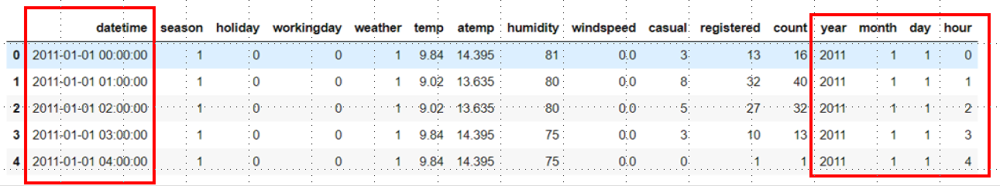 datetime season holiday workingday weather temp atemp humidity windspeed casual registered count year month day hour
0 2011-01-01 00:00:00 1 0 0 1 9.84 14.395 81 0.0 3 13 16 2011 1 1 0
1 2011-01-01 01:00:00 1 0 0 1 9.02 13.635 80 0.0 8 32 40 2011 1 1 1
2 2011-01-01 02:00:00 1 0 0 1 9.02 13.635 80 0.0 5 27 32 2011 1 1 2
3 2011-01-01 03:00:00 1 0 0 1 9.84 14.395 75 0.0 3 10 13 2011 1 1 3
4 2011-01-01 04:00:00 1 0 0 1 9.84 14.395 75 0.0 0 1 1 2011 1 1 4